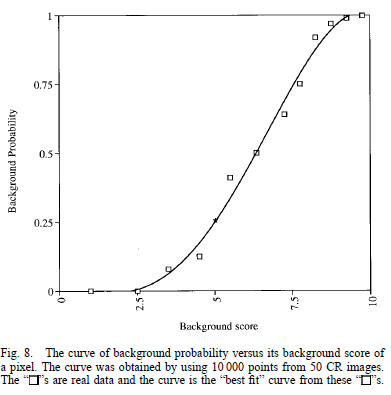 1
0.75
0.5
0.25
0
0
2.5
5
7.5
10
Background Probability
Background score
Fig. 8. The curve of background probability versus its background score of
a pixel. The curve was obtained by using 10 000 points from 50 CR images.
The “□”s are real data and the curve is the “best fit” curve from these “□”s.